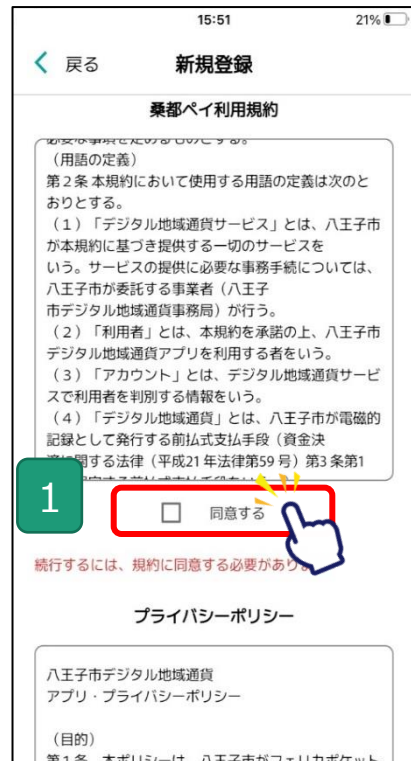 15:51
21%
戻る
新規登録
桑都ペイ利用規約
必要な事項を定めるものとする。
（用語の定義）
第２条 本規約において使用する用語の定義は次のと
おりとする。
（１）「デジタル地域通貨サービス」とは、八王子市
が本規約に基づき提供する一切のサービスを
いう。サービスの提供に必要な事務手続については、
八王子市が委託する事業者（八王子
市デジタル地域通貨事務局）が行う。
（２）「利用者」とは、本規約を承諾の上、八王子市
デジタル地域通貨アプリを利用する者をいう。
（３）「アカウント」とは、デジタル地域通貨サービ
スで利用者を判別する情報をいう。
（４）「デジタル地域通貨」とは、八王子市が電磁的
記録として発行する前払式支払手段（資金決
関する法律（平成21 年法律第59 号）第3 条第1
1
同意する
続行するには、規約に同意する必要があり
プライバシーポリシー
八王子市デジタル地域通貨
アプリ・プライバシーポリシー
（目的）
第１条 本ポリシーは、八王子市がフェリカポケット